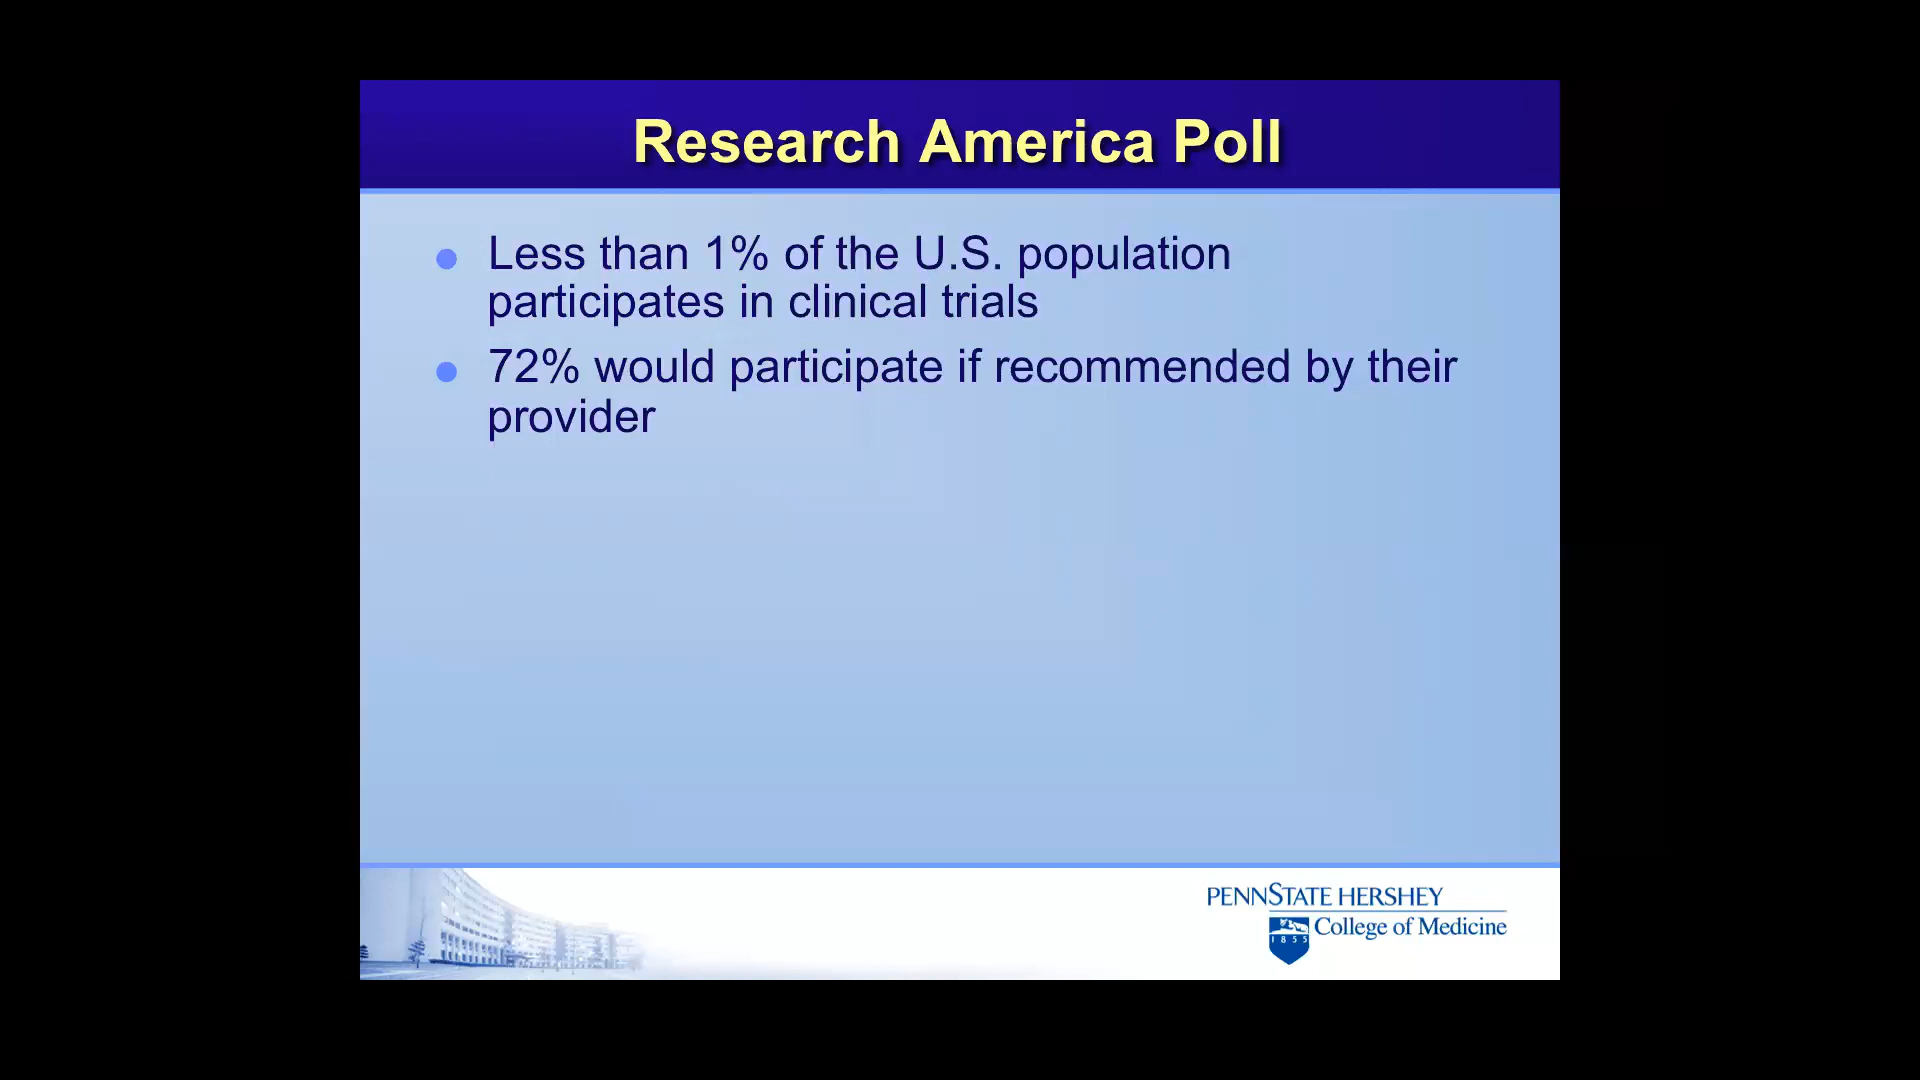 Research America Poll
Less than 1% of the U.S. population
participates in clinical trials
72% would participate if recommended by their
provider
PENNSTATE HERSHEY
College of Medicine
1855